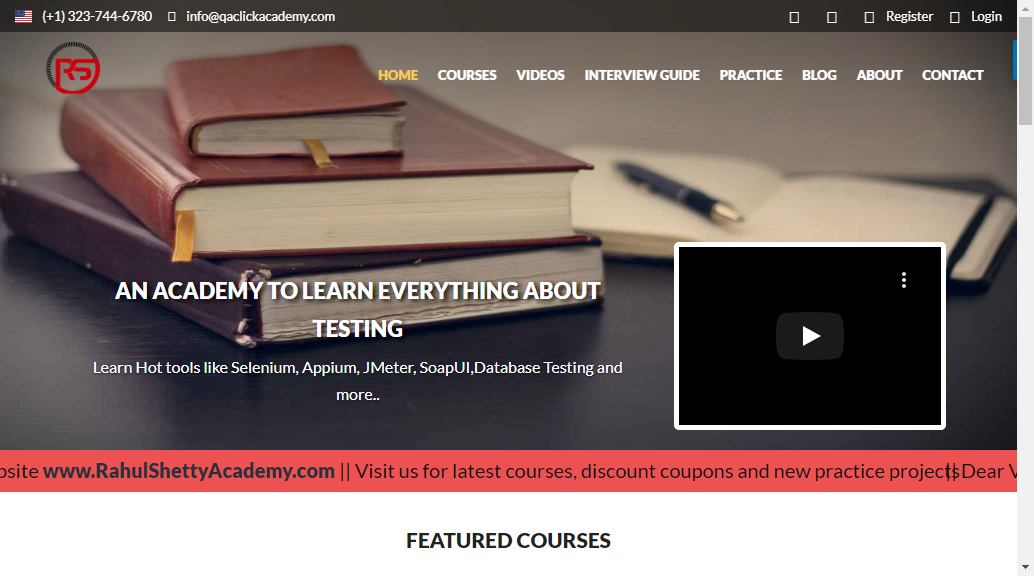 (+1) 323-744-6780 info@qaclickacademy.com Register Login
RS
HOME COURSES VIDEOS INTERVIEW GUIDE PRACTICE BLOG ABOUT CONTACT
AN ACADEMY TO LEARN EVERYTHING ABOUT
TESTING
Learn Hot tools like Selenium, Appium, JMeter, SoapUI,Database Testing and
more..
www.RahulShettyAcademy.com || Visit us for latest courses, discount coupons and new practice projects Dear
FEATURED COURSES